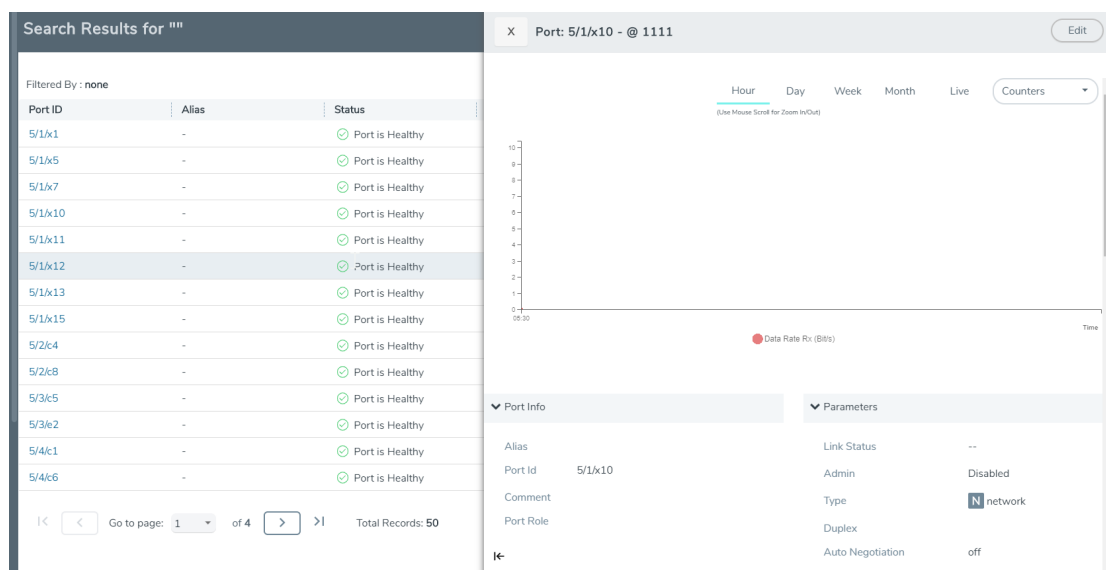 Search Results for ""
Filtered By : none
Port ID Alias Status
5/1/x1 - Port is Healthy
5/1/x5 - Port is Healthy
5/1/x7 - Port is Healthy
5/1/x10 - Port is Healthy
5/1/x11 - Port is Healthy
5/1/x12 - Port is Healthy
5/1/x13 - Port is Healthy
5/1/x15 - Port is Healthy
5/2/c4 - Port is Healthy
5/2/c8 - Port is Healthy
5/3/c5 - Port is Healthy
5/3/e2 - Port is Healthy
5/4/c1 - Port is Healthy
5/4/c6 - Port is Healthy
|< < Go to page: 1 of 4 > >| Total Records: 50
X Port: 5/1/x10 - @ 1111 Edit
Hour Day Week Month Live Counters
(Use Mouse Scroll for Zoom In/Out)
10
9
8
7
6
5
4
3
2
1
0
05:30
Time
Data Rate Rx (Bit/s)
Port Info
Alias
Port Id 5/1/x10
Comment
Port Role
Parameters
Link Status --
Admin Disabled
Type N network
Duplex
Auto Negotiation off